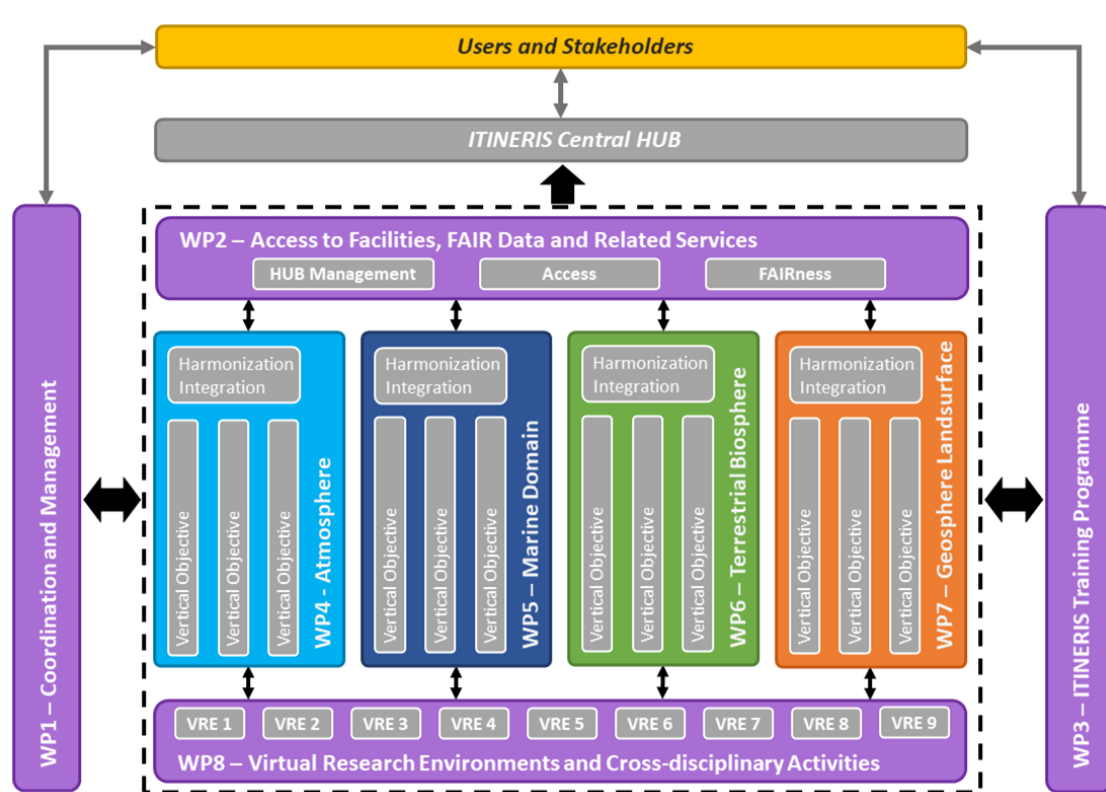 Users and Stakeholders
ITINERIS Central HUB
WP1 – Coordination and Management
WP2 – Access to Facilities, FAIR Data and Related Services
HUB Management
Access
FAIRness
Harmonization
Integration
Vertical Objective
Vertical Objective
Vertical Objective
WP4 - Atmosphere
Harmonization
Integration
Vertical Objective
Vertical Objective
Vertical Objective
WP5 – Marine Domain
Harmonization
Integration
Vertical Objective
Vertical Objective
Vertical Objective
WP6 – Terrestrial Biosphere
Harmonization
Integration
Vertical Objective
Vertical Objective
Vertical Objective
WP7 – Geosphere Landsurface
VRE 1
VRE 2
VRE 3
VRE 4
VRE 5
VRE 6
VRE 7
VRE 8
VRE 9
WP8 – Virtual Research Environments and Cross-disciplinary Activities
WP3 – ITINERIS Training Programme